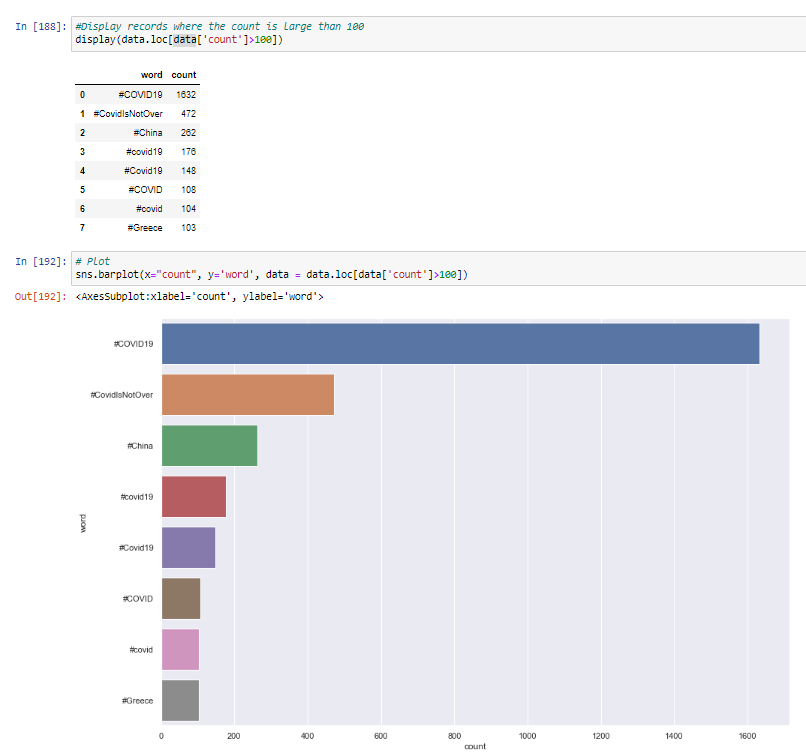 In [188]: #Display records where the count is large than 100
display(data.loc[data['count']>100])
word count
0 #COVID19 1632
1 #CovidIsNotOver 472
2 #China 262
3 #covid19 176
4 #Covid19 148
5 #COVID 108
6 #covid 104
7 #Greece 103
In [192]: # Plot
sns.barplot(x="count", y='word', data = data.loc[data['count']>100])
Out[192]: <AxesSubplot:xlabel='count', ylabel='word'>
#COVID19
#CovidIsNotOver
#China
#covid19
word
#Covid19
#COVID
#covid
#Greece
0 200 400 600 800 1000 1200 1400 1600
count